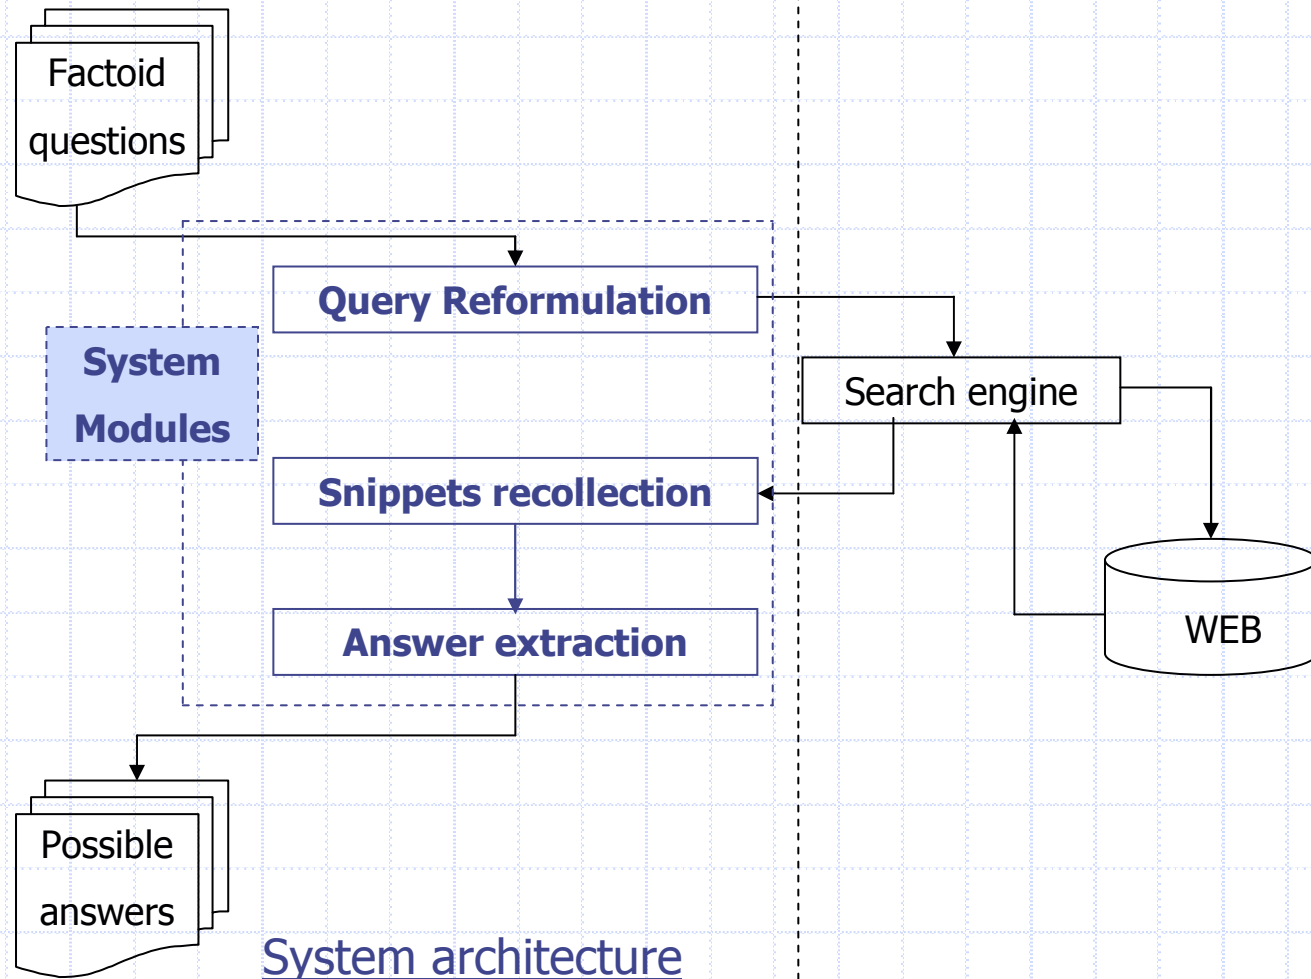 Factoid
questions
Query Reformulation
System
Modules
Search engine
Snippets recollection
Answer extraction
WEB
Possible
answers
System architecture